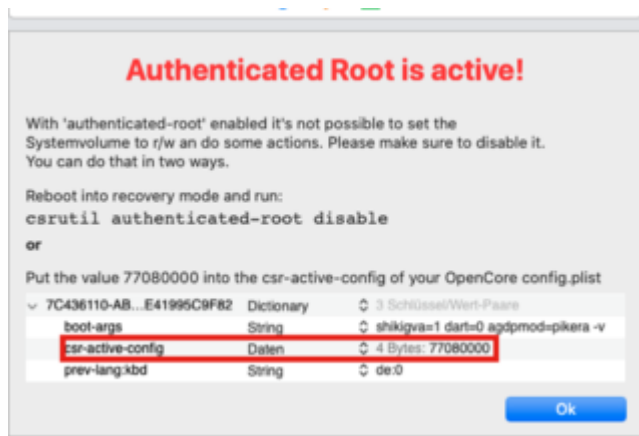 Authenticated Root is active!
With 'authenticated-root' enabled it's not possible to set the
Systemvolume to r/w an do some actions. Please make sure to disable it.
You can do that in two ways.
Reboot into recovery mode and run:
csrutil authenticated-root disable
or
Put the value 77080000 into the csr-active-config of your OpenCore config.plist
7C436110-AB...E41995C9F82 Dictionary 3 Schlüssel/Wert-Paare
boot-args String shikigva=1 dart=0 agdpmod=pikera -v
csr-active-config Daten 4 Bytes: 77080000
prev-lang:kbd String de:0
Ok